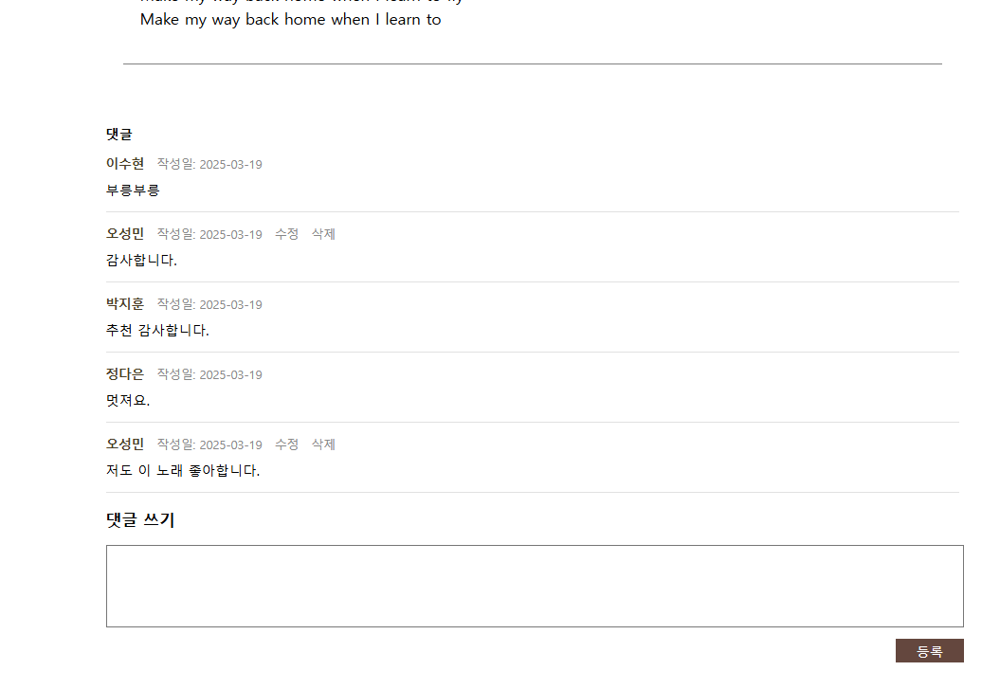 Make my way back home when I learn to fly
Make my way back home when I learn to
댓글
이수현 작성일: 2025-03-19
부릉부릉
오성민 작성일: 2025-03-19 수정 삭제
감사합니다.
박지훈 작성일: 2025-03-19
추천 감사합니다.
정다은 작성일: 2025-03-19
멋져요.
오성민 작성일: 2025-03-19 수정 삭제
저도 이 노래 좋아합니다.
댓글 쓰기
등록